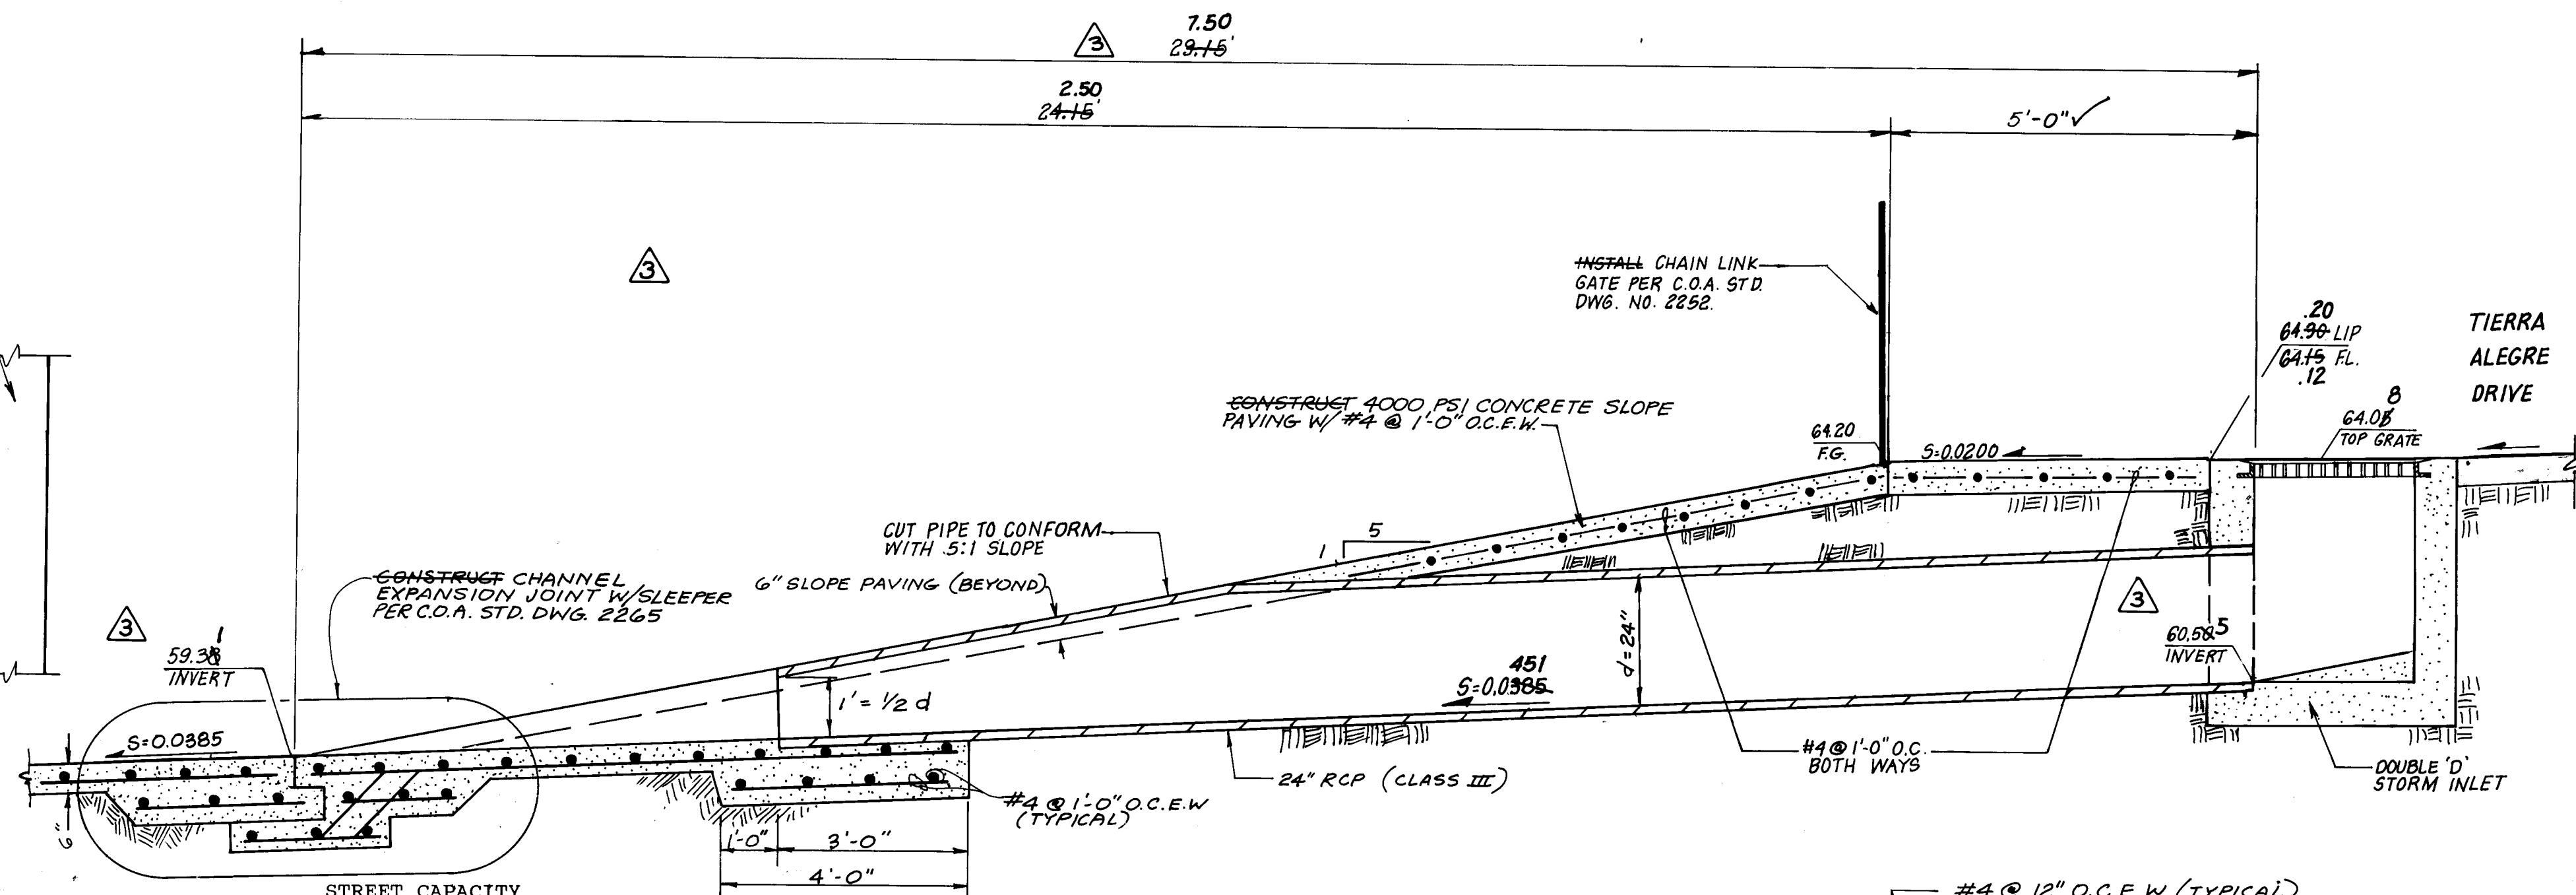 7.50
3
29.15'
2.50
24.15'
5'-0" ✓
3
INSTALL CHAIN LINK
GATE PER C.O.A. STD.
DWG. NO. 2252.
.20
64.90 LIP
64.15 F.L.
.12
TIERRA
ALEGRE
DRIVE
8
64.0
TOP GRATE
CONSTRUCT 4000 PSI CONCRETE SLOPE
PAVING W/ #4 @ 1'-0" O.C.E.W.
64.20
F.G.
S=0.0200
CUT PIPE TO CONFORM
WITH 5:1 SLOPE
1
5
6" SLOPE PAVING (BEYOND)
CONSTRUCT CHANNEL
EXPANSION JOINT W/SLEEPER
PER C.O.A. STD. DWG. 2265
3
3
1
59.38
INVERT
60.585
INVERT
d=24"
451
S=0.0385
1' = 1/2 d
S=0.0385
6"
#4 @ 1'-0" O.C.
BOTH WAYS
24" RCP (CLASS III)
DOUBLE 'D'
STORM INLET
#4 @ 1'-0" O.C.E.W
(TYPICAL)
1'-0"
3'-0"
4'-0"
STREET CAPACITY
#4 @ 12" O.C.E.W (TYPICAL)